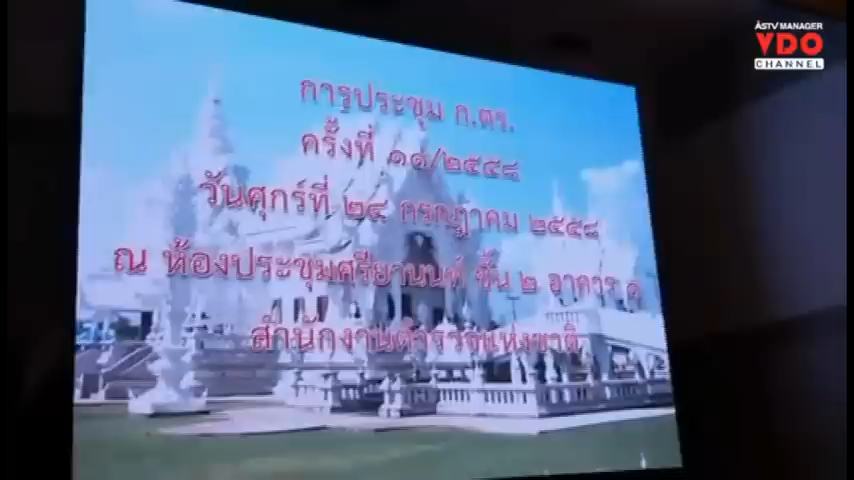 ASTV MANAGER
VDO
CHANNEL
การประชุม ก.ตร.
ครั้งที่ ๑๔/๒๕๕๘
วันศุกร์ที่ ๒๔ กรกฎาคม ๒๕๕๘
ณ ห้องประชุมศรียานนท์ ชั้น ๒ อาคาร ๑
สำนักงานตำรวจแห่งชาติ